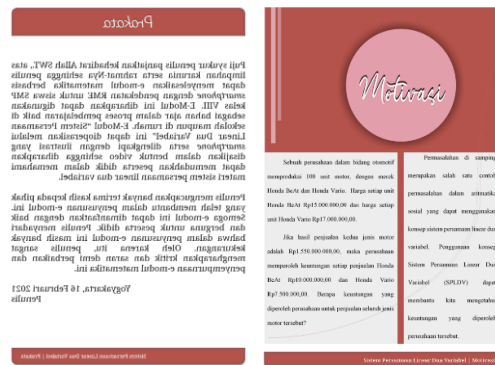 Prakata
Puji syukur penulis panjatkan kehadirat Allah SWT., atas
limpahan karunia serta rahmat-Nya sehingga penulis
dapat menyelesaikan e-modul matematika berbasis
smartphone dengan pendekatan RME untuk siswa SMP
kelas VIII. E-Modul ini diharapkan dapat digunakan
sebagai bahan ajar dalam proses pembelajaran baik di
sekolah maupun di rumah. E-Modul "Sistem Persamaan
Linear Dua Variabel" ini dapat dioperasikan melalui
smartphone serta dilengkapi dengan ilustrasi yang
disajikan dalam bentuk video sehingga diharapkan
dapat memudahkan peserta didik dalam memahami
materi sistem persamaan linear dua variabel.
Penulis mengucapkan banyak terima kasih kepada pihak
yang telah membantu dalam penyusunan e-modul ini.
Semoga e-modul ini dapat dimanfaatkan dengan baik
dan berguna untuk peserta didik. Penulis menyadari
bahwa dalam penyusunan e-modul ini masih banyak
kekurangan. Oleh karena itu, penulis sangat
mengharapkan kritik dan saran demi perbaikan dan
penyempurnaan e-modul matematika ini.
Yogyakarta, 16 Februari 2021
Penulis
Sistem Persamaan Linear Dua Variabel | Prakata
Motivasi
Sebuah perusahaan dalam bidang otomotif
memproduksi 100 unit motor, dengan merek
Honda BeAt dan Honda Vario. Harga setiap unit
Honda BeAt Rp15.000.000,00 dan harga setiap
unit Honda Vario Rp17.000.000,00.
Jika hasil penjualan kedua jenis motor
adalah Rp1.550.000.000,00, maka perusahaan
memperoleh keuntungan setiap penjualan Honda
BeAt Rp10.000.000,00 dan Honda Vario
Rp7.500.000,00. Berapa keuntungan yang
diperoleh perusahaan untuk penjualan seluruh jenis
motor tersebut?
Permasalahan di samping
merupakan salah satu contoh
permasalahan dalam aritmatika
sosial yang dapat menggunakan
konsep sistem persamaan linear dua
variabel. Penggunaan konsep
Sistem Persamaan Linear Dua
Variabel (SPLDV) dapat
membantu kita mengetahui
keuntungan yang diperoleh
perusahaan tersebut.
Sistem Persamaan Linear Dua Variabel | Motivasi